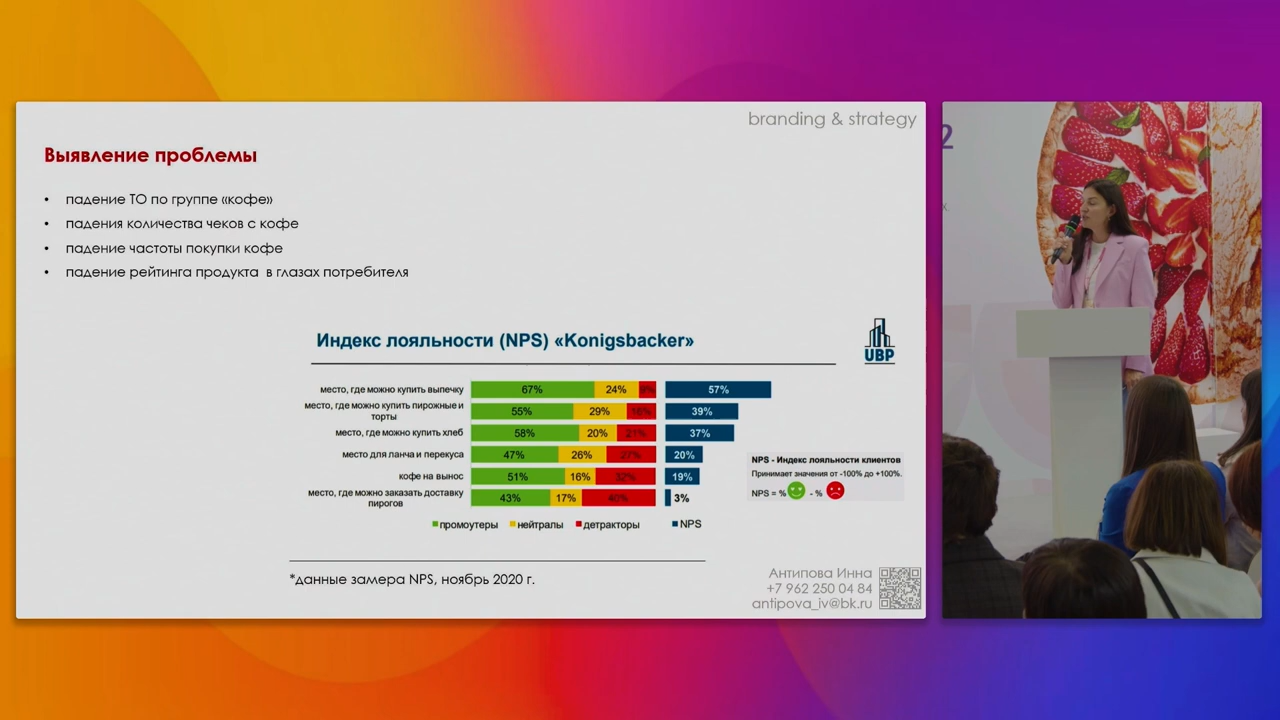 branding & strategy
Выявление проблемы
• падение ТО по группе «кофе»
• падения количества чеков с кофе
• падение частоты покупки кофе
• падение рейтинга продукта в глазах потребителя
Индекс лояльности (NPS) «Konigsbacker»
UBP
место, где можно купить выпечку 67% 24% 57%
место, где можно купить пирожные и торты 55% 29% 16% 39%
место, где можно купить хлеб 58% 20% 21% 37%
место для ланча и перекуса 47% 26% 27% 20%
кофе на вынос 51% 16% 32% 19%
место, где можно заказать доставку пирогов 43% 17% 40% 3%
промоутеры нейтралы детракторы NPS
NPS - Индекс лояльности клиентов
Принимает значения от -100% до +100%.
NPS = % - %
*данные замера NPS, ноябрь 2020 г.
Антипова Инна
+7 962 250 04 84
antipova_iv@bk.ru
2
х.